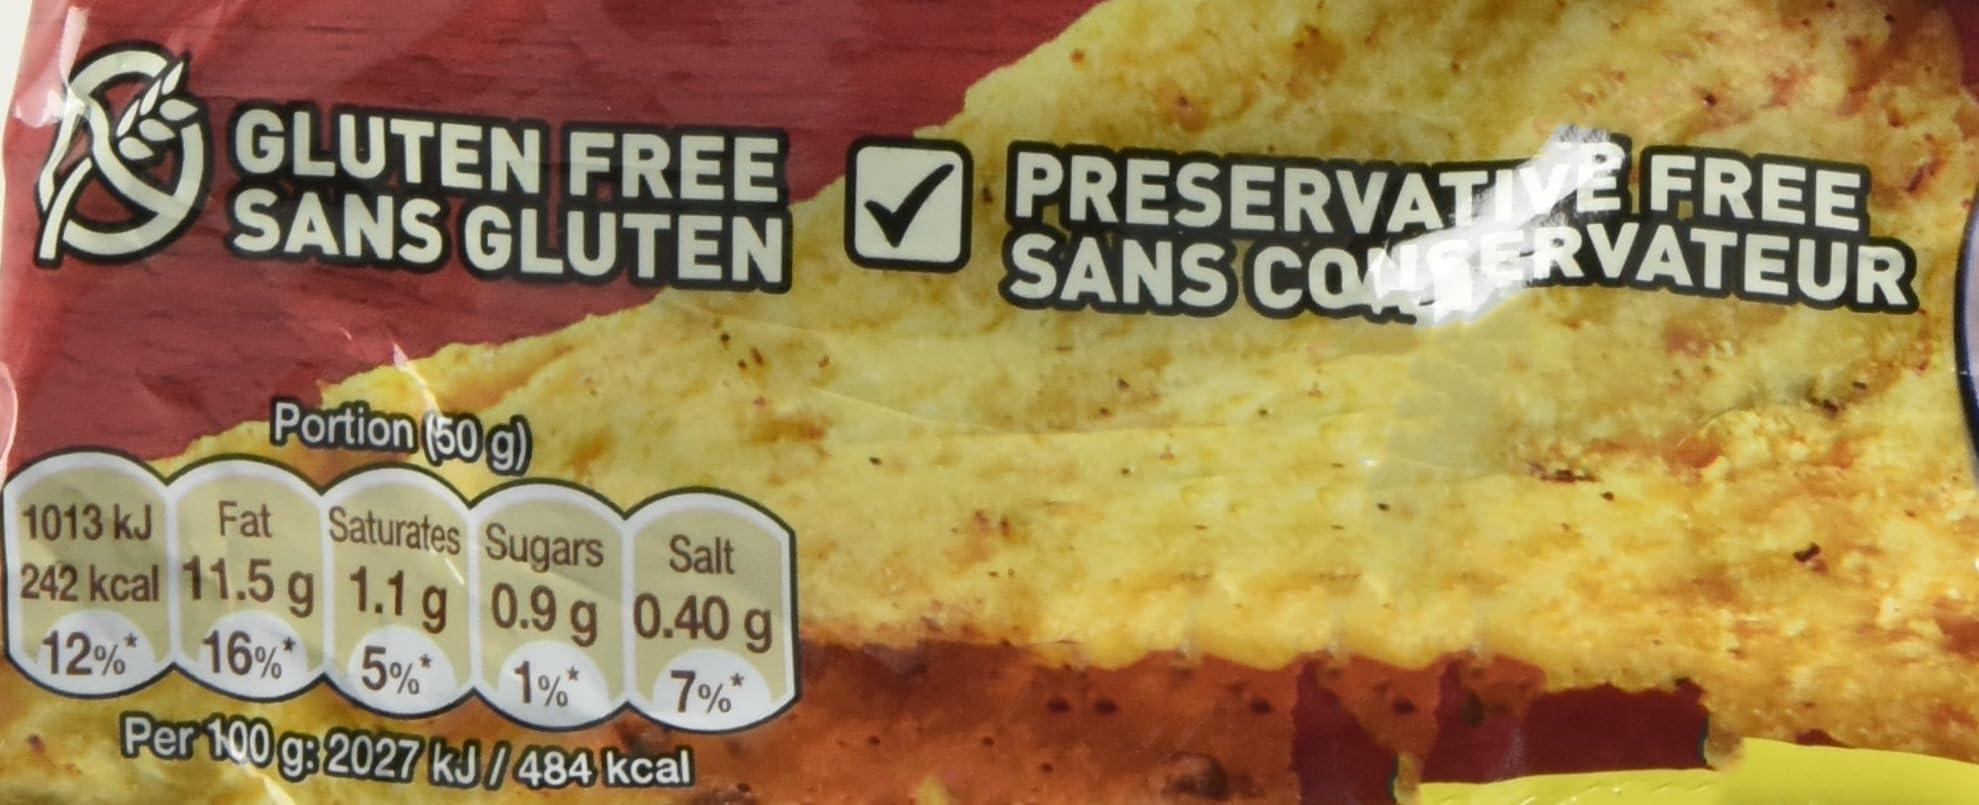 GLUTEN FREE
SANS GLUTEN
PRESERVATIVE FREE
SANS CONSERVATEUR
Portion (50 g)
1013 kJ
242 kcal
12%*
Fat
11.5 g
16%*
Saturates
1.1 g
5%*
Sugars
0.9 g
1%*
Salt
0.40 g
7%*
Per 100 g: 2027 kJ / 484 kcal